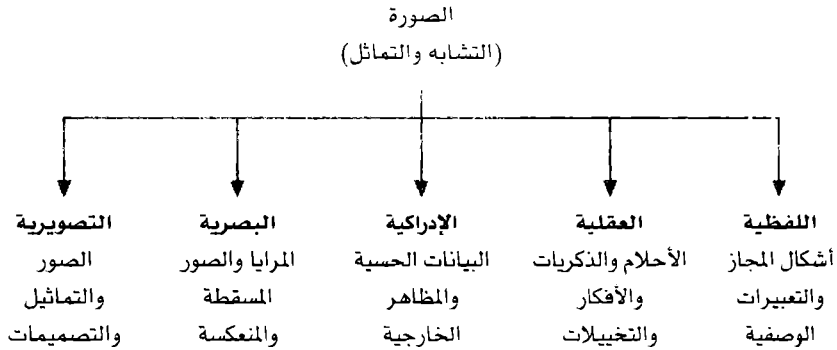 الصورة
(التشابه والتماثل)
اللفظية
أشكال المجاز
والتعبيرات
الوصفية
العقلية
الأحلام والذكريات
والأفكار
والتخييلات
الإدراكية
البيانات الحسية
والمظاهر
الخارجية
البصرية
المرايا والصور
المسقطة
والمنعكسة
التصويرية
الصور
والتماثيل
والتصميمات